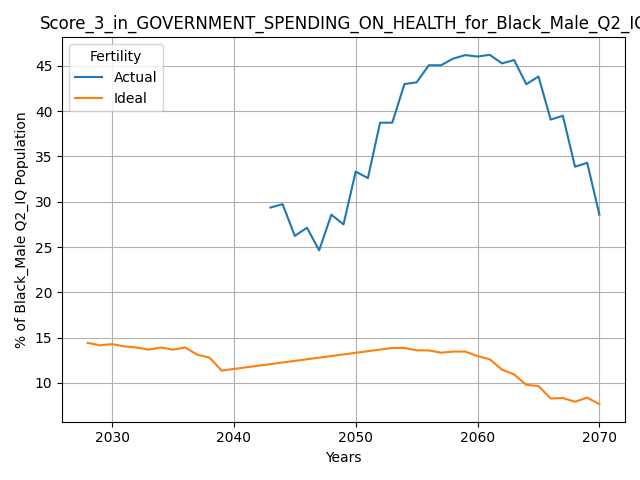 Score_3_in_GOVERNMENT_SPENDING_ON_HEALTH_for_Black_Male_Q2_IQ
Fertility
Actual
Ideal
% of Black_Male Q2_IQ Population
45
40
35
30
25
20
15
10
2030
2040
2050
2060
2070
Years